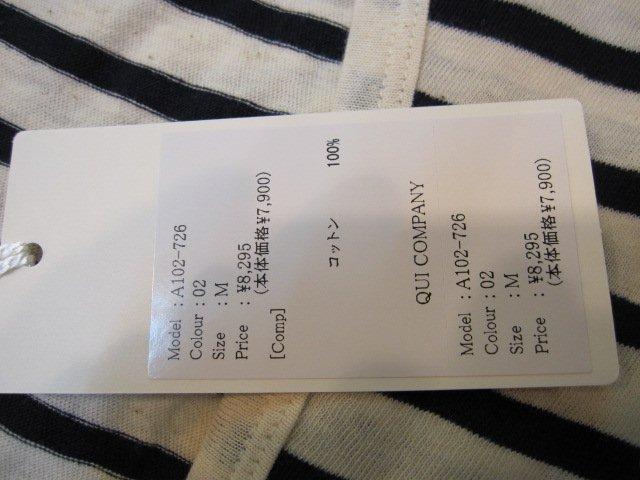 Model : A102-726
Colour : 02
Size : M
Price : ¥8,295
(本体価格¥7,900)
[Comp]
コットン 100%
QUI COMPANY
Model : A102-726
Colour : 02
Size : M
Price : ¥8,295
(本体価格¥7,900)